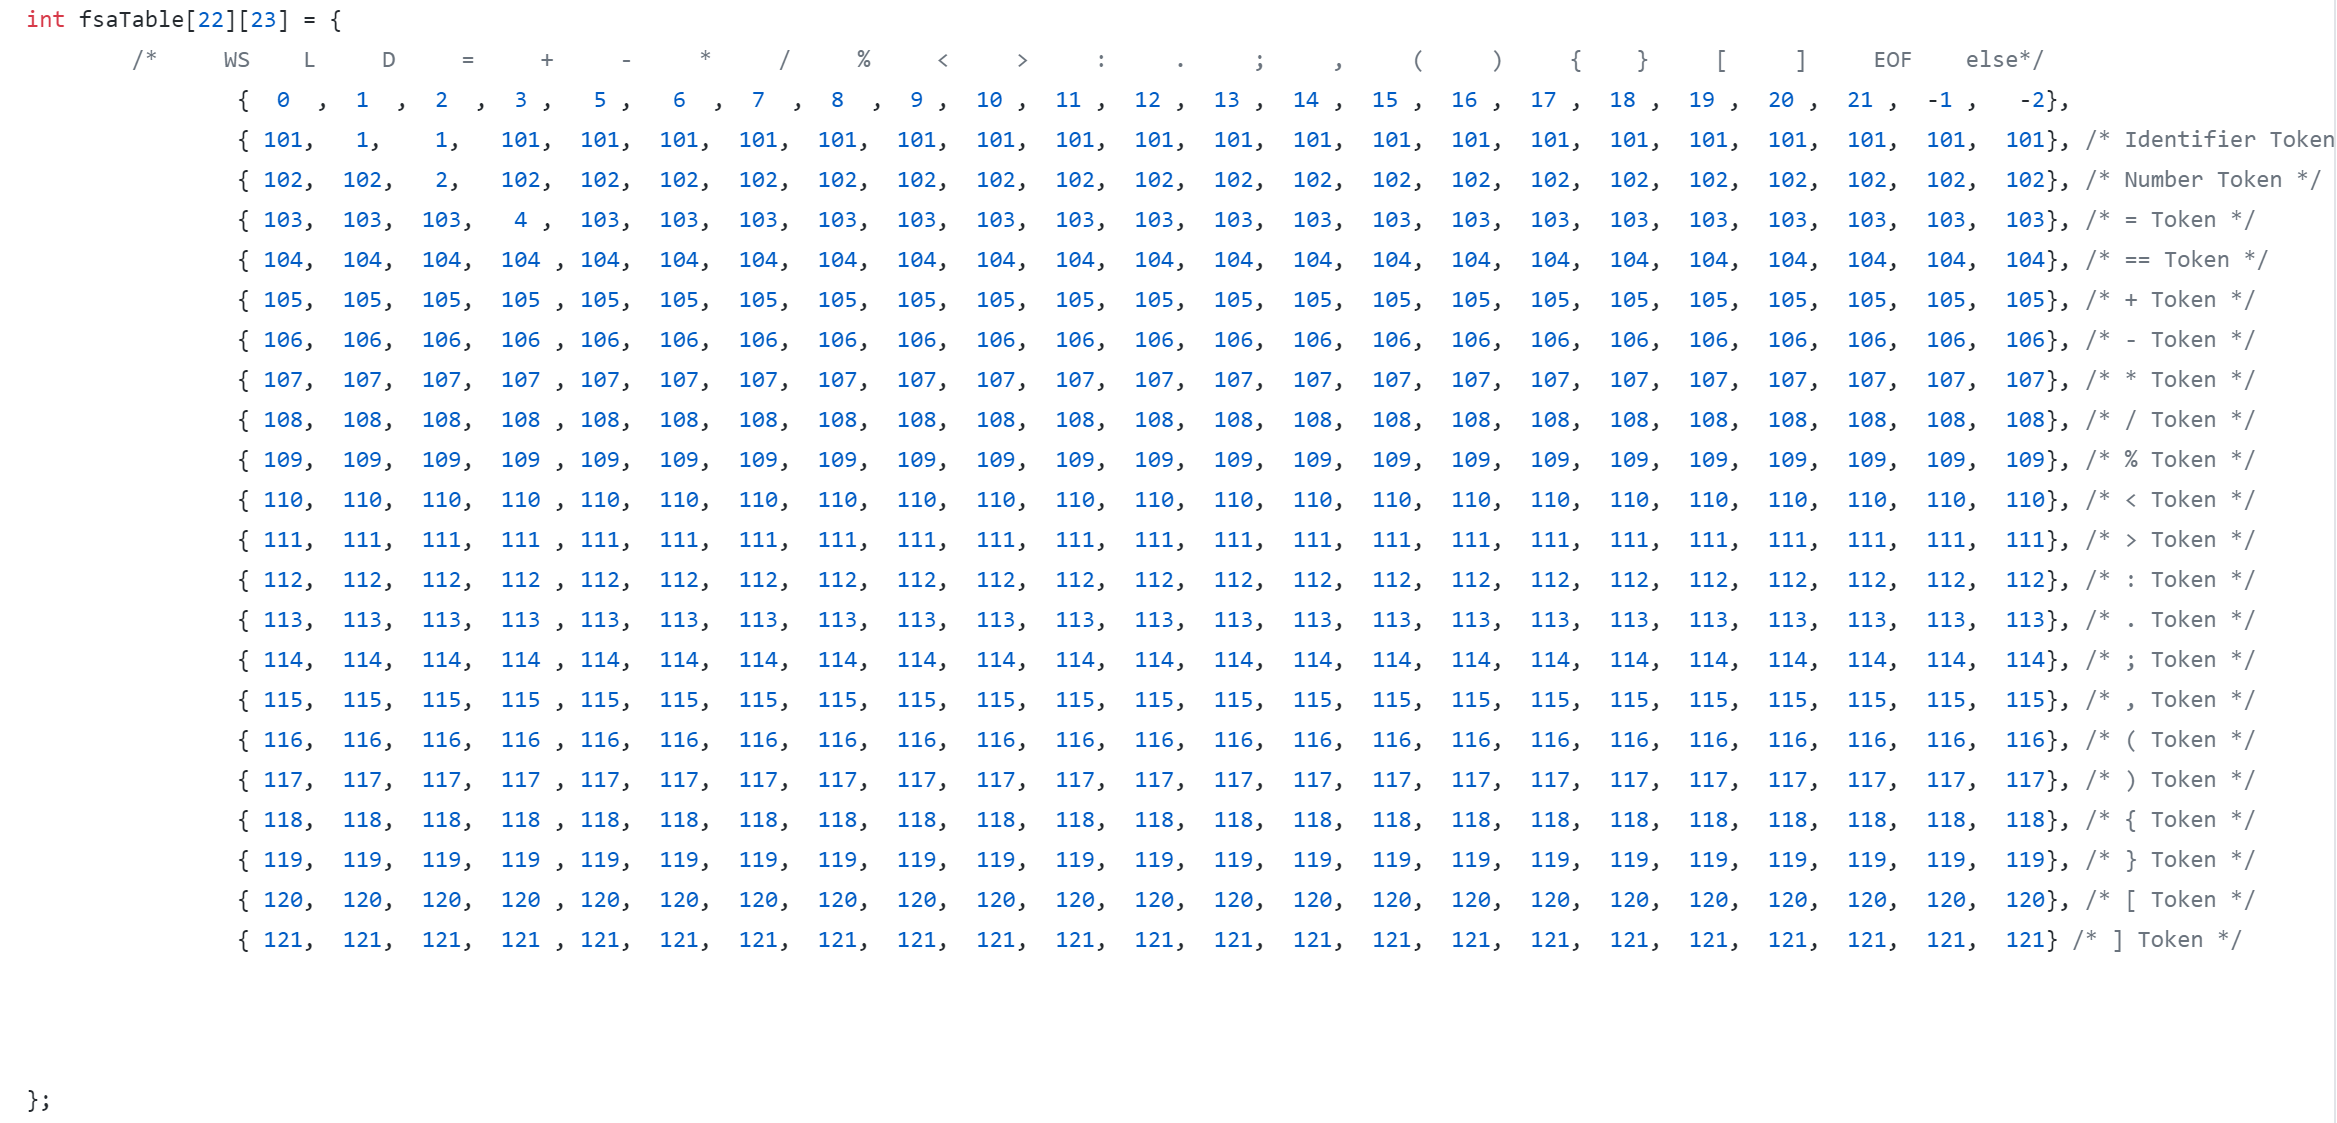 int fsaTable[22][23] = {
/* WS L D = + - * / % < > : . ; , ( ) { } [ ] EOF else*/
{ 0 , 1 , 2 , 3 , 5 , 6 , 7 , 8 , 9 , 10 , 11 , 12 , 13 , 14 , 15 , 16 , 17 , 18 , 19 , 20 , 21 , -1 , -2},
{ 101, 1, 1, 101, 101, 101, 101, 101, 101, 101, 101, 101, 101, 101, 101, 101, 101, 101, 101, 101, 101, 101, 101}, /* Identifier Token
{ 102, 102, 2, 102, 102, 102, 102, 102, 102, 102, 102, 102, 102, 102, 102, 102, 102, 102, 102, 102, 102, 102, 102}, /* Number Token */
{ 103, 103, 103, 4 , 103, 103, 103, 103, 103, 103, 103, 103, 103, 103, 103, 103, 103, 103, 103, 103, 103, 103, 103}, /* = Token */
{ 104, 104, 104, 104 , 104, 104, 104, 104, 104, 104, 104, 104, 104, 104, 104, 104, 104, 104, 104, 104, 104, 104, 104}, /* == Token */
{ 105, 105, 105, 105 , 105, 105, 105, 105, 105, 105, 105, 105, 105, 105, 105, 105, 105, 105, 105, 105, 105, 105, 105}, /* + Token */
{ 106, 106, 106, 106 , 106, 106, 106, 106, 106, 106, 106, 106, 106, 106, 106, 106, 106, 106, 106, 106, 106, 106, 106}, /* - Token */
{ 107, 107, 107, 107 , 107, 107, 107, 107, 107, 107, 107, 107, 107, 107, 107, 107, 107, 107, 107, 107, 107, 107, 107}, /* * Token */
{ 108, 108, 108, 108 , 108, 108, 108, 108, 108, 108, 108, 108, 108, 108, 108, 108, 108, 108, 108, 108, 108, 108, 108}, /* / Token */
{ 109, 109, 109, 109 , 109, 109, 109, 109, 109, 109, 109, 109, 109, 109, 109, 109, 109, 109, 109, 109, 109, 109, 109}, /* % Token */
{ 110, 110, 110, 110 , 110, 110, 110, 110, 110, 110, 110, 110, 110, 110, 110, 110, 110, 110, 110, 110, 110, 110, 110}, /* < Token */
{ 111, 111, 111, 111 , 111, 111, 111, 111, 111, 111, 111, 111, 111, 111, 111, 111, 111, 111, 111, 111, 111, 111, 111}, /* > Token */
{ 112, 112, 112, 112 , 112, 112, 112, 112, 112, 112, 112, 112, 112, 112, 112, 112, 112, 112, 112, 112, 112, 112, 112}, /* : Token */
{ 113, 113, 113, 113 , 113, 113, 113, 113, 113, 113, 113, 113, 113, 113, 113, 113, 113, 113, 113, 113, 113, 113, 113}, /* . Token */
{ 114, 114, 114, 114 , 114, 114, 114, 114, 114, 114, 114, 114, 114, 114, 114, 114, 114, 114, 114, 114, 114, 114, 114}, /* ; Token */
{ 115, 115, 115, 115 , 115, 115, 115, 115, 115, 115, 115, 115, 115, 115, 115, 115, 115, 115, 115, 115, 115, 115, 115}, /* , Token */
{ 116, 116, 116, 116 , 116, 116, 116, 116, 116, 116, 116, 116, 116, 116, 116, 116, 116, 116, 116, 116, 116, 116, 116}, /* ( Token */
{ 117, 117, 117, 117 , 117, 117, 117, 117, 117, 117, 117, 117, 117, 117, 117, 117, 117, 117, 117, 117, 117, 117, 117}, /* ) Token */
{ 118, 118, 118, 118 , 118, 118, 118, 118, 118, 118, 118, 118, 118, 118, 118, 118, 118, 118, 118, 118, 118, 118, 118}, /* { Token */
{ 119, 119, 119, 119 , 119, 119, 119, 119, 119, 119, 119, 119, 119, 119, 119, 119, 119, 119, 119, 119, 119, 119, 119}, /* } Token */
{ 120, 120, 120, 120 , 120, 120, 120, 120, 120, 120, 120, 120, 120, 120, 120, 120, 120, 120, 120, 120, 120, 120, 120}, /* [ Token */
{ 121, 121, 121, 121 , 121, 121, 121, 121, 121, 121, 121, 121, 121, 121, 121, 121, 121, 121, 121, 121, 121, 121, 121} /* ] Token */
};